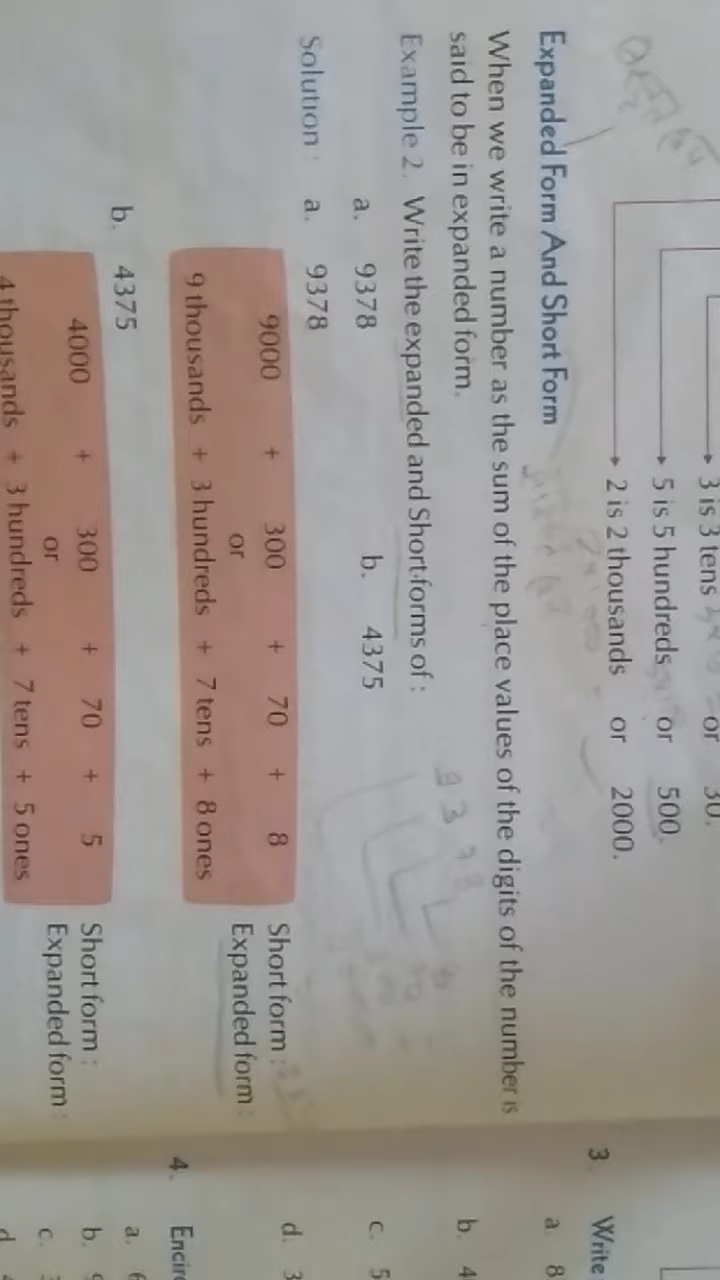 3 is 3 tens or 30.
5 is 5 hundreds or 500.
2 is 2 thousands or 2000.
Expanded Form And Short Form
When we write a number as the sum of the place values of the digits of the number is
said to be in expanded form.
Example 2. Write the expanded and Short forms of :
a. 9378 b. 4375
Solution : a. 9378
9000 + 300 + 70 + 8 Short form :
or Expanded form :
9 thousands + 3 hundreds + 7 tens + 8 ones
b. 4375
4000 + 300 + 70 + 5 Short form :
or Expanded form :
4 thousands + 3 hundreds + 7 tens + 5 ones
9 3 7 8
3. Write
a. 8
b. 4
c. 5
d. 3
4.
a. 6
b.
c.
d.